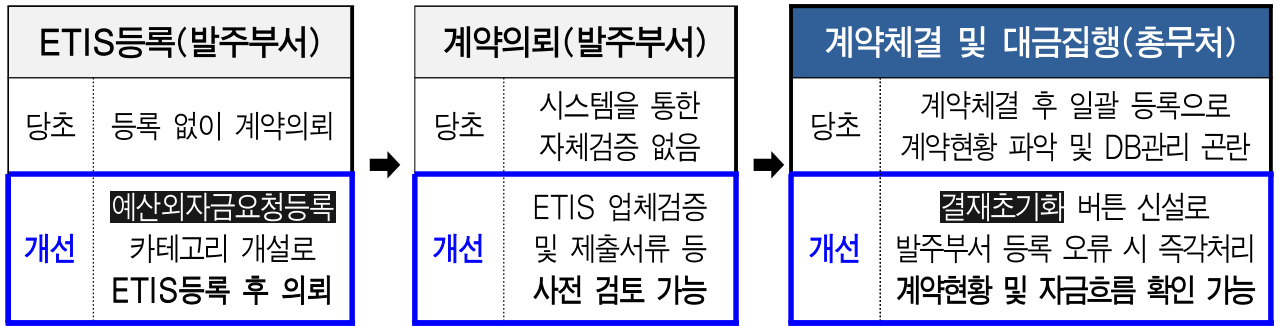 ETIS등록(발주부서)
당초
등록 없이 계약의뢰
개선
예산외자금요청등록
카테고리 개설로
ETIS등록 후 의뢰
계약의뢰(발주부서)
당초
시스템을 통한
자체검증 없음
개선
ETIS 업체검증
및 제출서류 등
사전 검토 가능
계약체결 및 대금집행(총무처)
당초
계약체결 후 일괄 등록으로
계약현황 파악 및 DB관리 곤란
개선
결재초기화 버튼 신설로
발주부서 등록 오류 시 즉각처리
계약현황 및 자금흐름 확인 가능